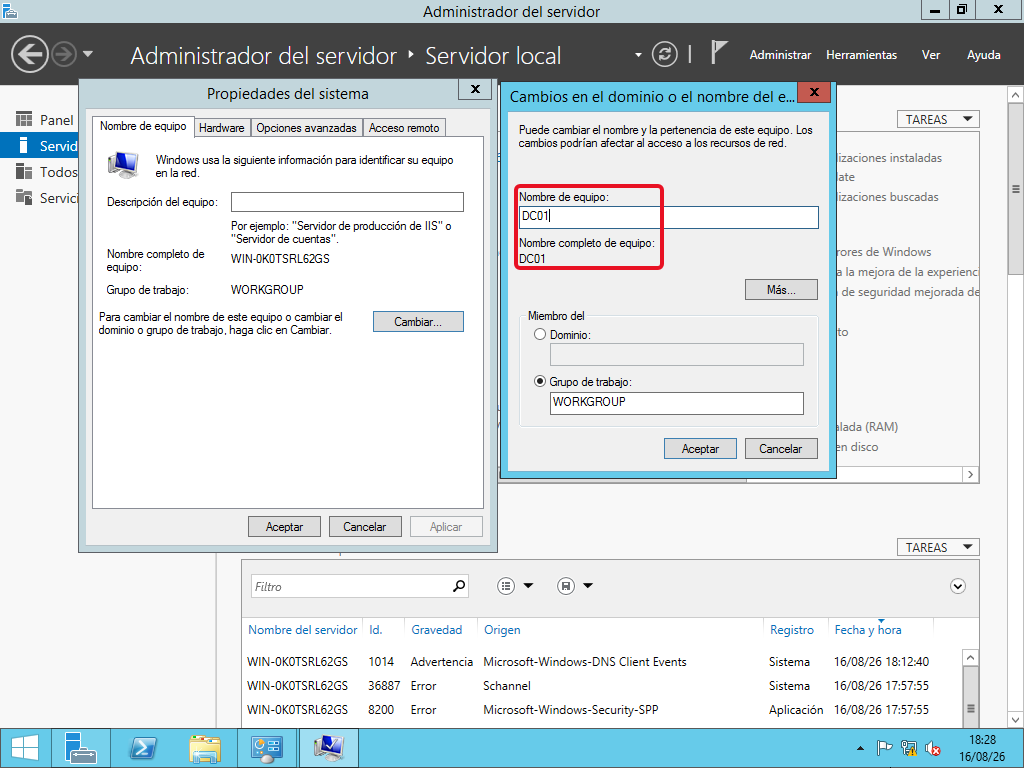 Administrador del servidor
Administrador del servidor ‣ Servidor local
Administrar
Herramientas
Ver
Ayuda
Panel
Servid
Todos
Servici
Propiedades del sistema
Nombre de equipo
Hardware
Opciones avanzadas
Acceso remoto
Windows usa la siguiente información para identificar su equipo
en la red.
Descripción del equipo:
Por ejemplo: "Servidor de producción de IIS" o
"Servidor de cuentas".
Nombre completo de
equipo:
WIN-0K0TSRL62GS
Grupo de trabajo:
WORKGROUP
Para cambiar el nombre de este equipo o cambiar el
dominio o grupo de trabajo, haga clic en Cambiar.
Cambiar...
Aceptar
Cancelar
Aplicar
Cambios en el dominio o el nombre del e...
Puede cambiar el nombre y la pertenencia de este equipo. Los
cambios podrían afectar al acceso a los recursos de red.
Nombre de equipo:
DC01
Nombre completo de equipo:
DC01
Más...
Miembro del
Dominio:
Grupo de trabajo:
WORKGROUP
Aceptar
Cancelar
TAREAS
lizaciones instaladas
late
lizaciones buscadas
rores de Windows
a la mejora de la experienci
de seguridad mejorada de
to
alada (RAM)
en disco
TAREAS
Filtro
Nombre del servidor
Id.
Gravedad
Origen
Registro
Fecha y hora
WIN-0K0TSRL62GS 1014 Advertencia Microsoft-Windows-DNS Client Events Sistema 16/08/26 18:12:40
WIN-0K0TSRL62GS 36887 Error Schannel Sistema 16/08/26 17:57:55
WIN-0K0TSRL62GS 8200 Error Microsoft-Windows-Security-SPP Aplicación 16/08/26 17:57:55
18:28
16/08/26